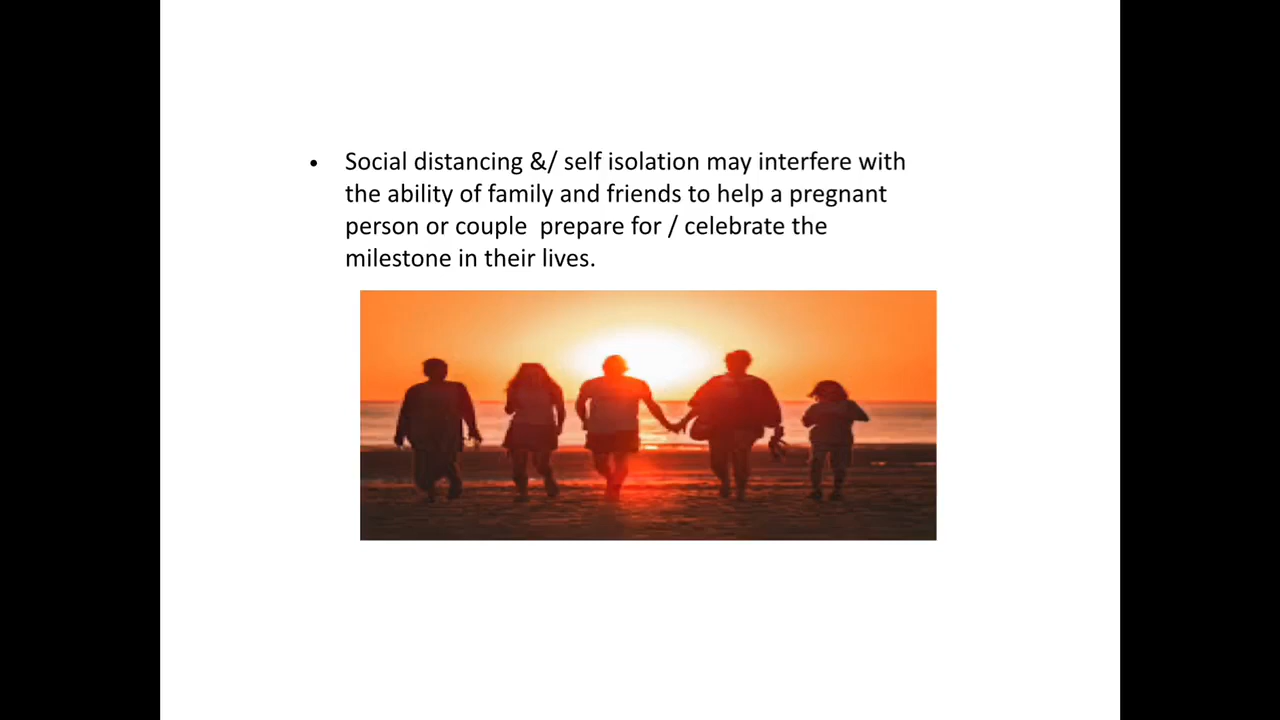 • Social distancing &/ self isolation may interfere with
the ability of family and friends to help a pregnant
person or couple  prepare for / celebrate the
milestone in their lives.